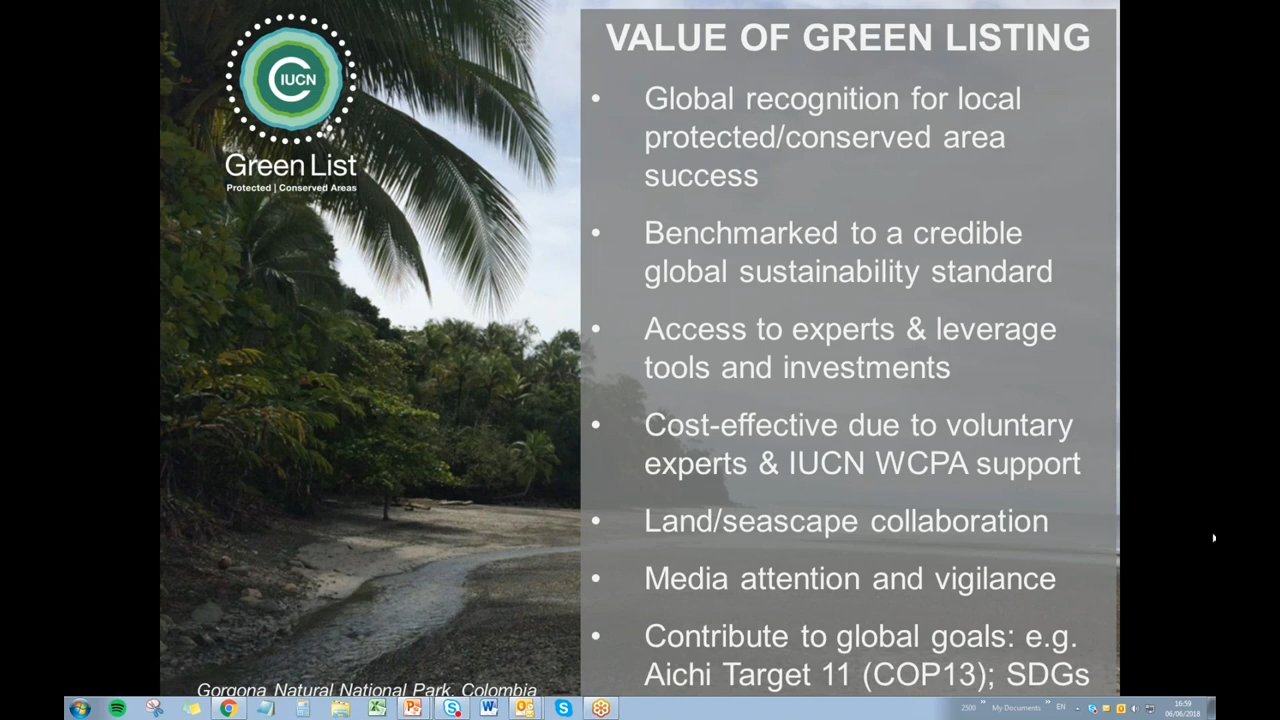 IUCN
Green List
Protected | Conserved Areas
VALUE OF GREEN LISTING
• Global recognition for local
protected/conserved area
success
• Benchmarked to a credible
global sustainability standard
• Access to experts & leverage
tools and investments
• Cost-effective due to voluntary
experts & IUCN WCPA support
• Land/seascape collaboration
• Media attention and vigilance
• Contribute to global goals: e.g.
Aichi Target 11 (COP13); SDGs
Gorgona Natural National Park, Colombia
2500 » My Documents » EN 16:59
06/06/2018